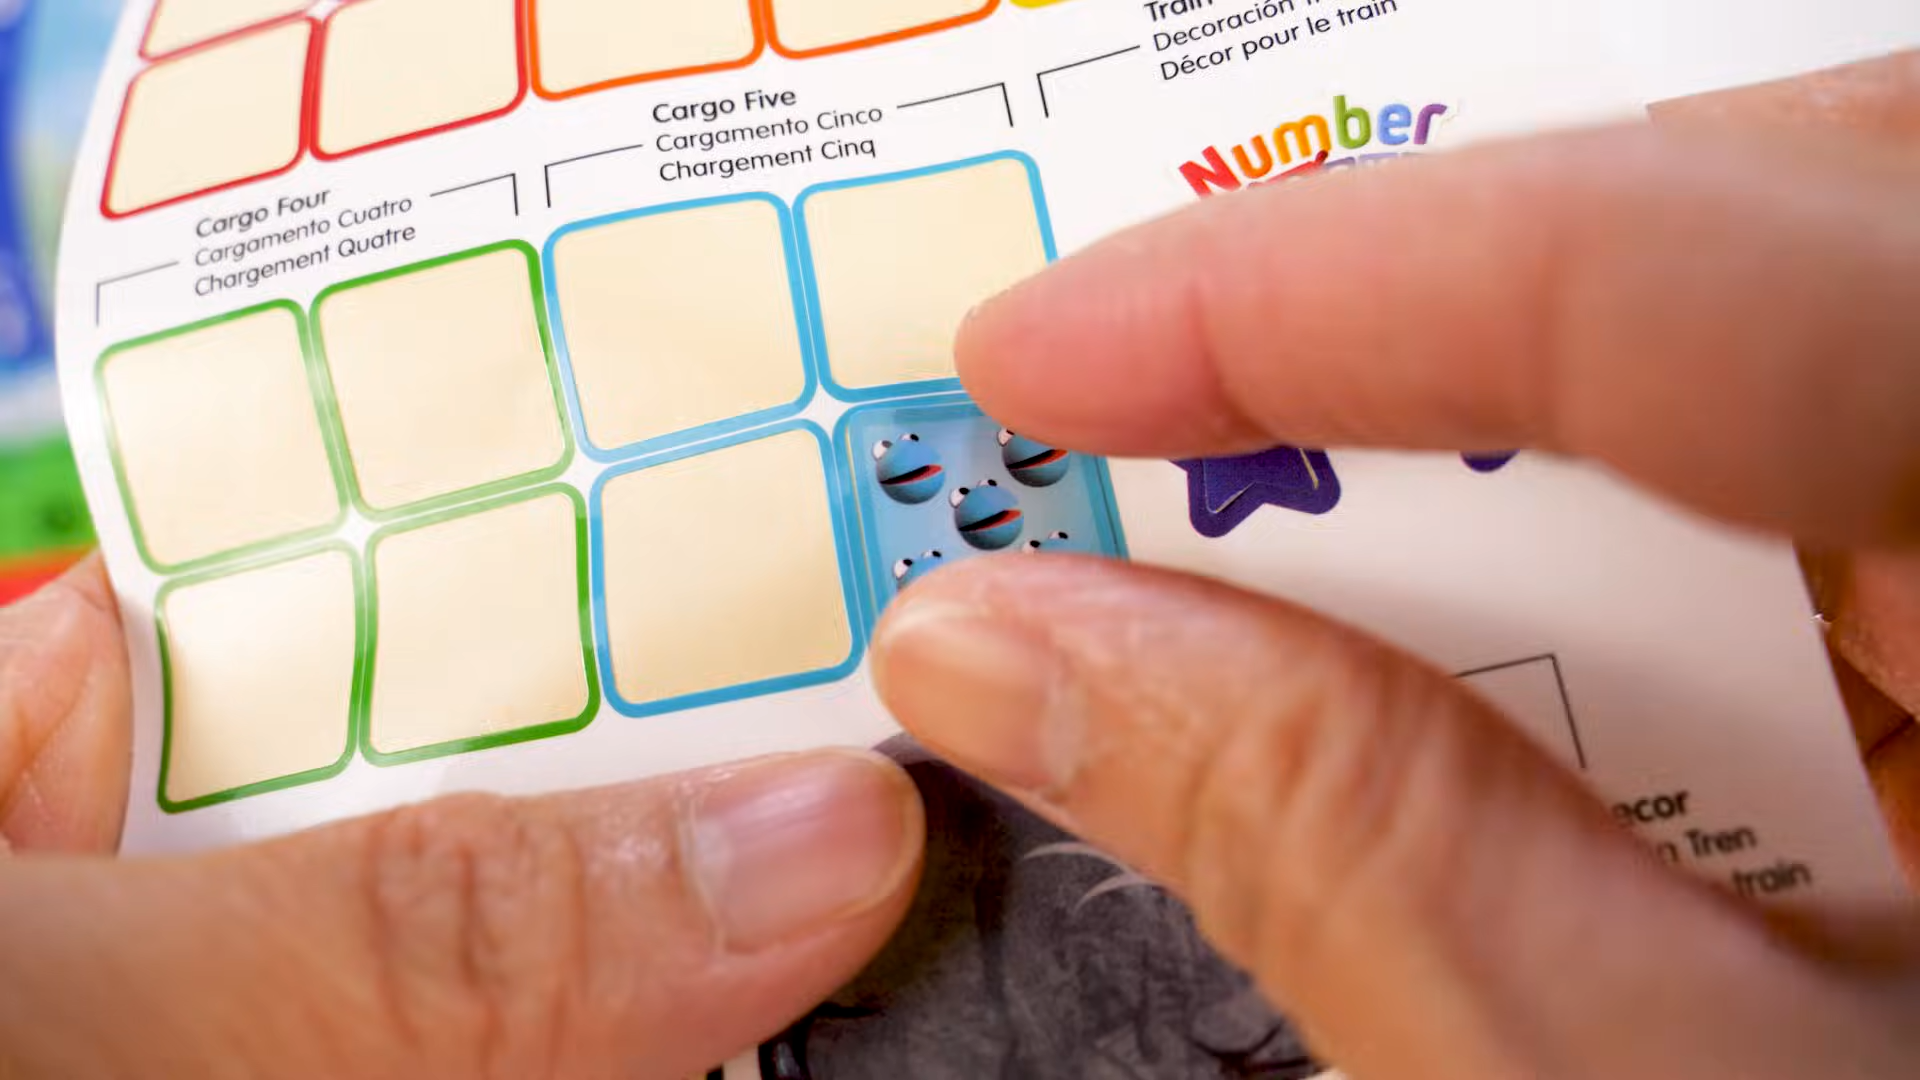 Train
Decoración
Décor pour le train
Cargo Five
Cargamento Cinco
Chargement Cinq
Number
Cargo Four
Cargamento Cuatro
Chargement Quatre
Tren
train